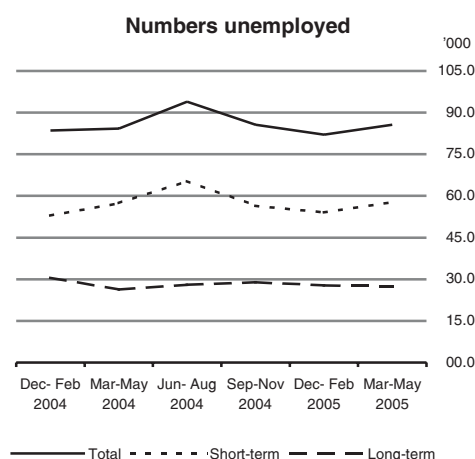 Numbers unemployed
'000
105.0
90.0
75.0
60.0
45.0
30.0
15.0
00.0
Dec- Feb Mar-May Jun- Aug Sep-Nov Dec- Feb Mar-May
2004 2004 2004 2004 2005 2005
Total Short-term Long-term